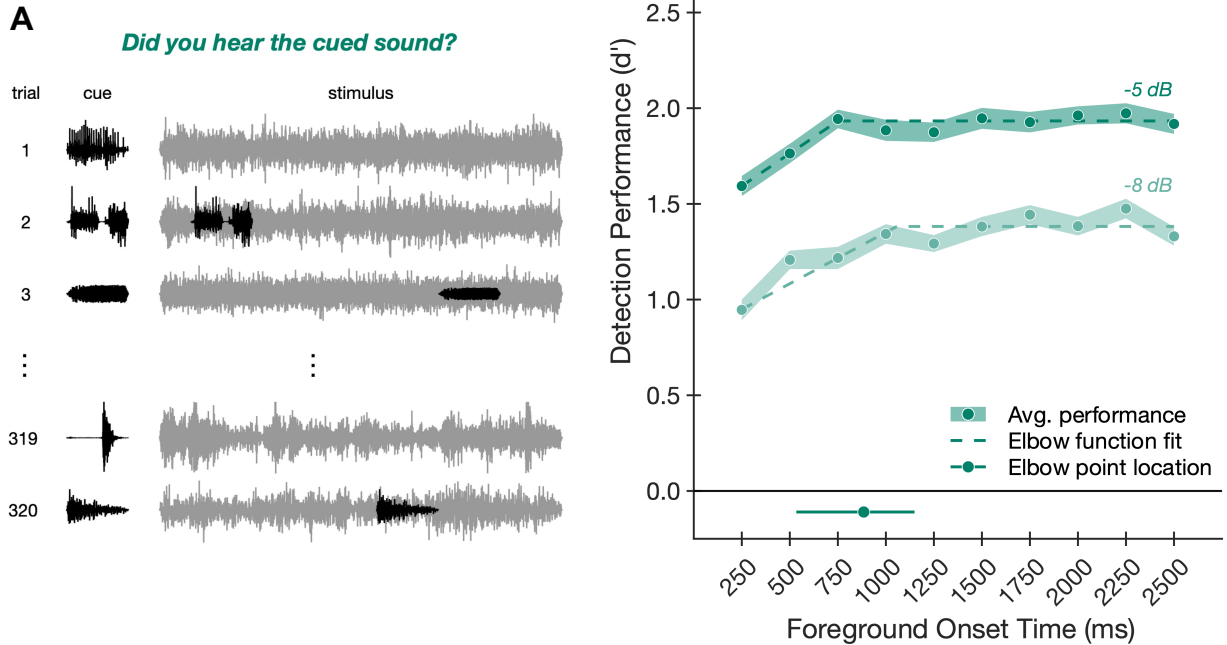 A
Did you hear the cued sound?
trial cue stimulus
1
2
3
⋮ ⋮
319
320
Detection Performance (d')
2.5
2.0
1.5
1.0
0.5
0.0
-5 dB
-8 dB
Avg. performance
Elbow function fit
Elbow point location
250 500 750 1000 1250 1500 1750 2000 2250 2500
Foreground Onset Time (ms)